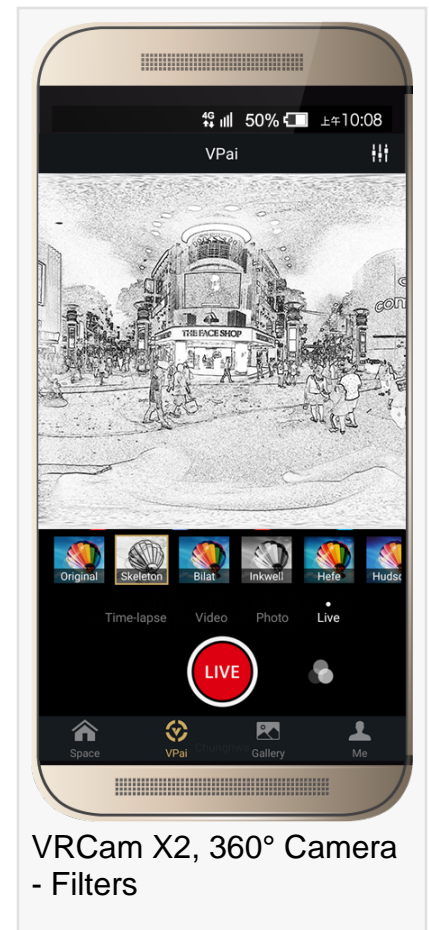 4G 50% 上午10:08
VPai
THE FACE SHOP
Original Skeleton Bilat Inkwell Hefe Hudso
Time-lapse Video Photo Live
LIVE
Space VPai Chunghwa Gallery Me
VRCam X2, 360° Camera
- Filters